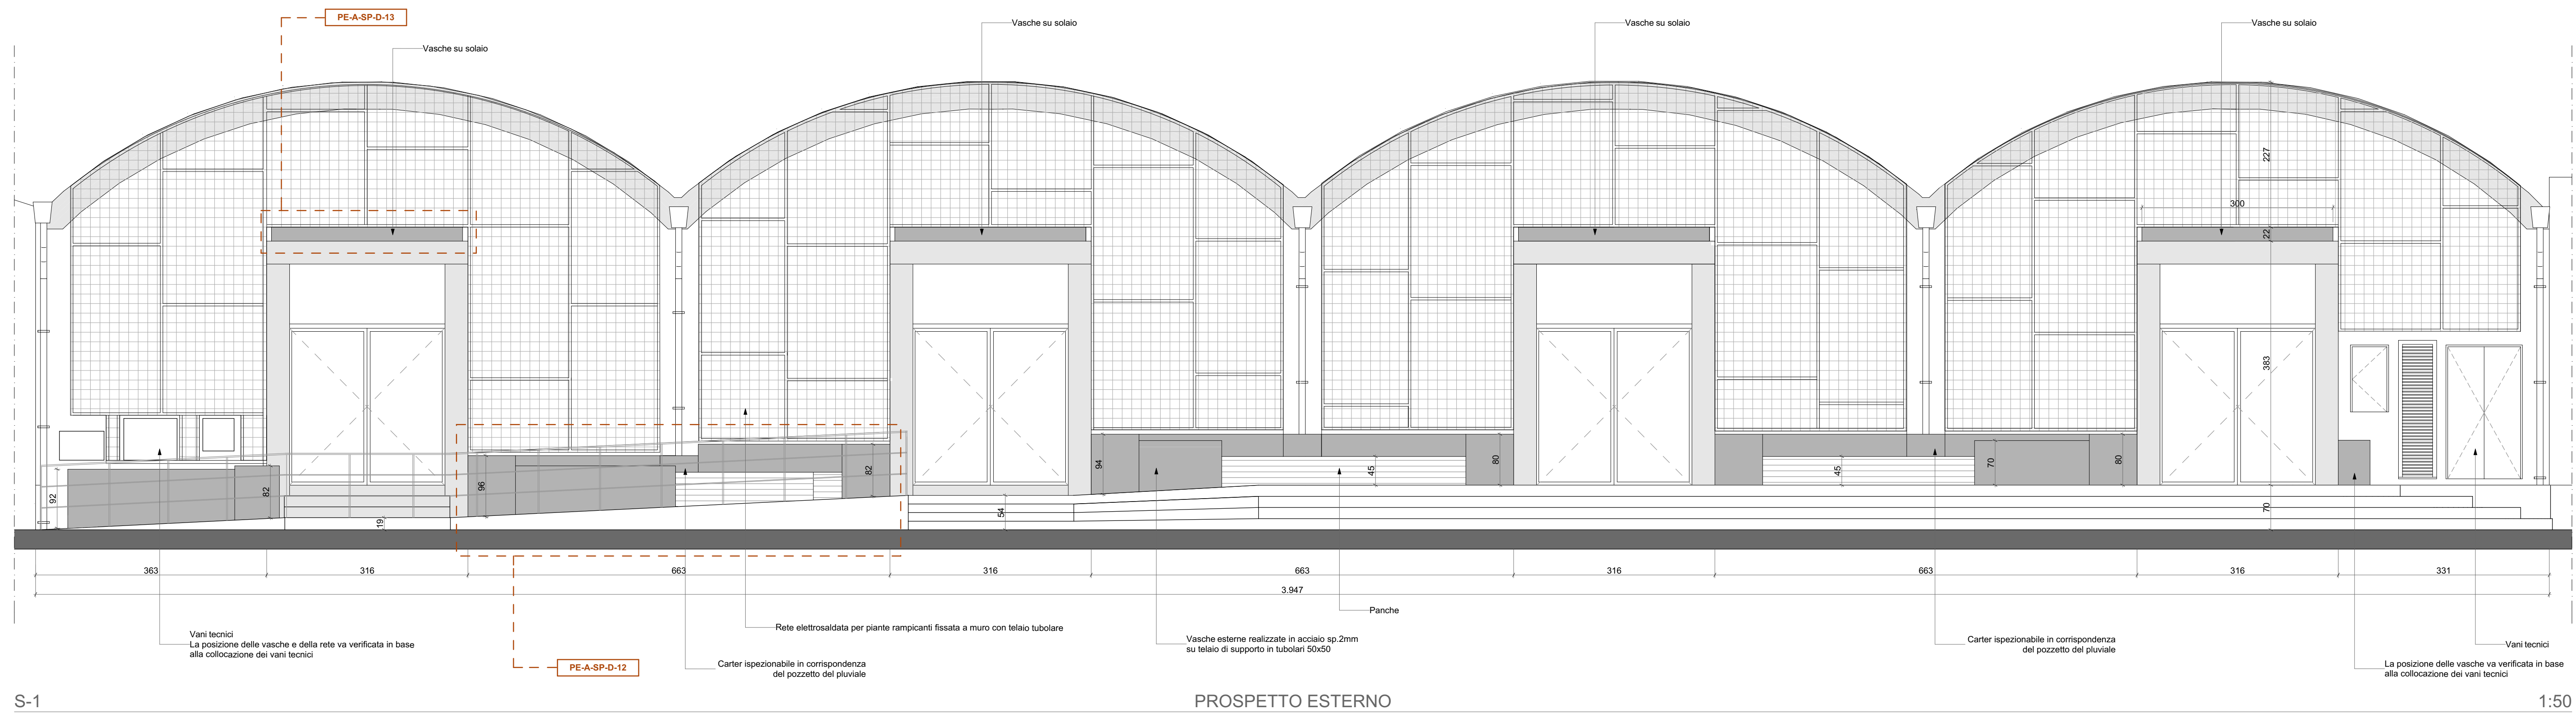 PE-A-SP-D-13
Vasche su solaio
Vasche su solaio
Vasche su solaio
Vasche su solaio
227
300
22
383
92
82
19
96
82
54
94
45
80
45
70
80
70
363
316
663
316
663
316
663
316
331
3.947
Vani tecnici
La posizione delle vasche e della rete va verificata in base
alla collocazione dei vani tecnici
PE-A-SP-D-12
Carter ispezionabile in corrispondenza
del pozzetto del pluviale
Rete elettrosaldata per piante rampicanti fissata a muro con telaio tubolare
Vasche esterne realizzate in acciaio sp.2mm
su telaio di supporto in tubolari 50x50
Panche
Carter ispezionabile in corrispondenza
del pozzetto del pluviale
Vani tecnici
La posizione delle vasche va verificata in base
alla collocazione dei vani tecnici
S-1
PROSPETTO ESTERNO
1:50